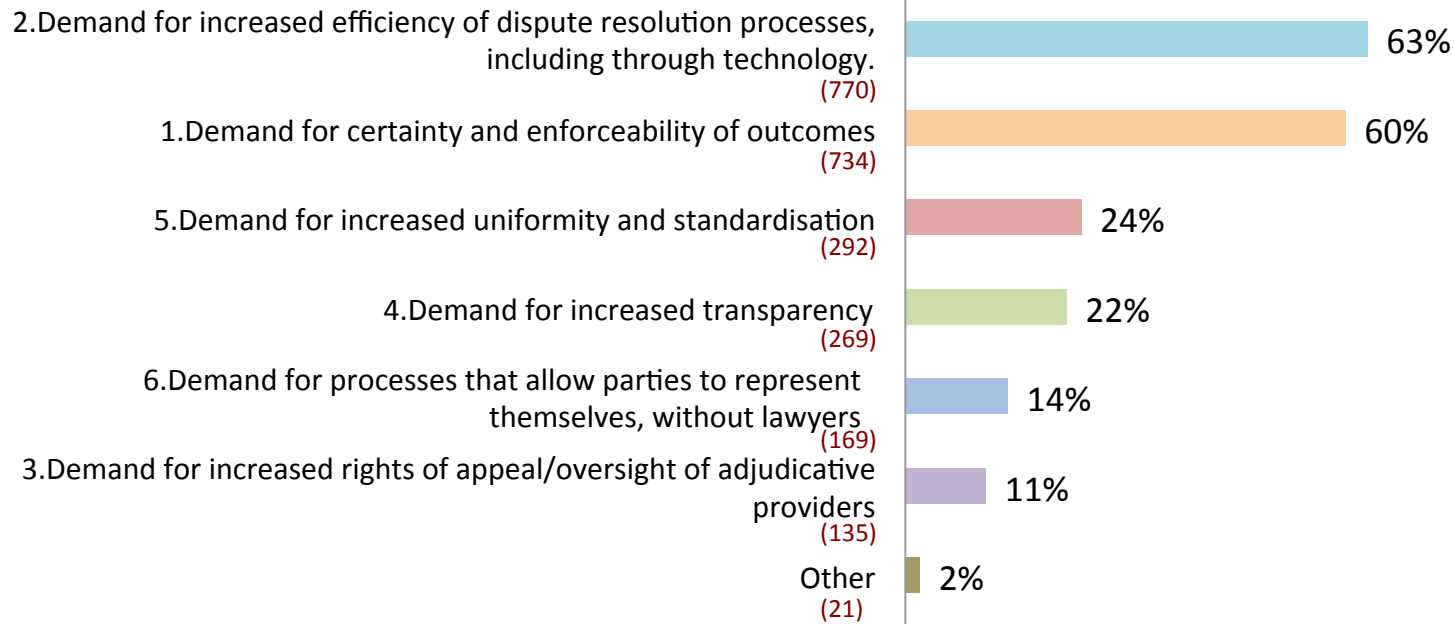 2.Demand for increased efficiency of dispute resolution processes,
including through technology.
(770)
63%
1.Demand for certainty and enforceability of outcomes
(734)
60%
5.Demand for increased uniformity and standardisation
(292)
24%
4.Demand for increased transparency
(269)
22%
6.Demand for processes that allow parties to represent
themselves, without lawyers
(169)
14%
3.Demand for increased rights of appeal/oversight of adjudicative
providers
(135)
11%
Other
(21)
2%